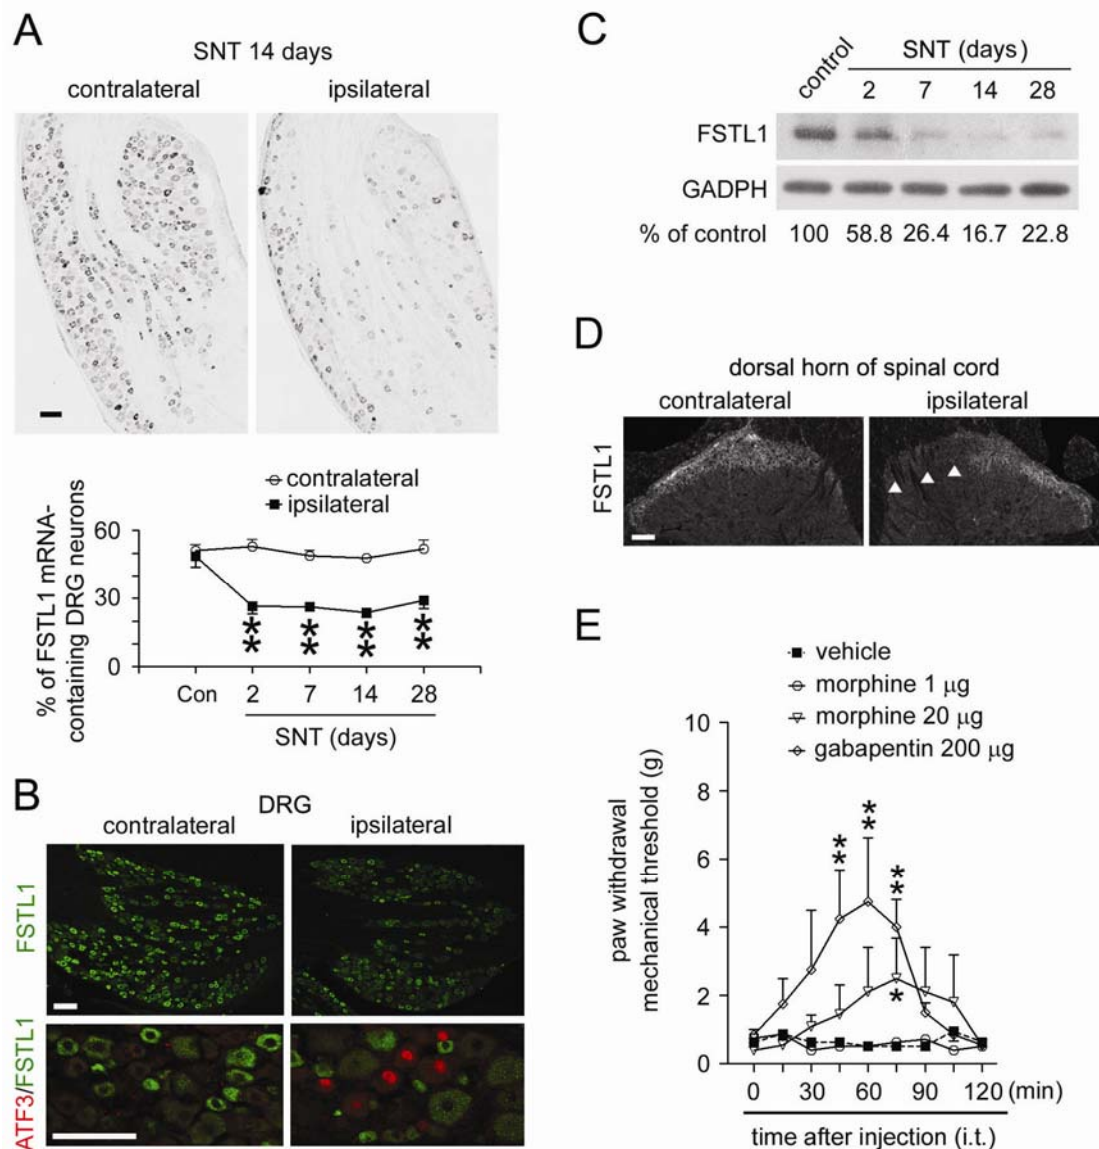 A
SNT 14 days
contralateral ipsilateral
contralateral
ipsilateral
% of FSTL1 mRNA-
containing DRG neurons
60
30
0
** ** ** **
Con 2 7 14 28
SNT (days)
B
DRG
contralateral ipsilateral
FSTL1
ATF3/FSTL1
C
control
SNT (days)
2 7 14 28
FSTL1
GADPH
% of control 100 58.8 26.4 16.7 22.8
D
dorsal horn of spinal cord
contralateral ipsilateral
FSTL1
E
vehicle
morphine 1 μg
morphine 20 μg
gabapentin 200 μg
paw withdrawal
mechanical threshold (g)
10
8
6
4
2
0
** ** **
*
0 30 60 90 120 (min)
time after injection (i.t.)